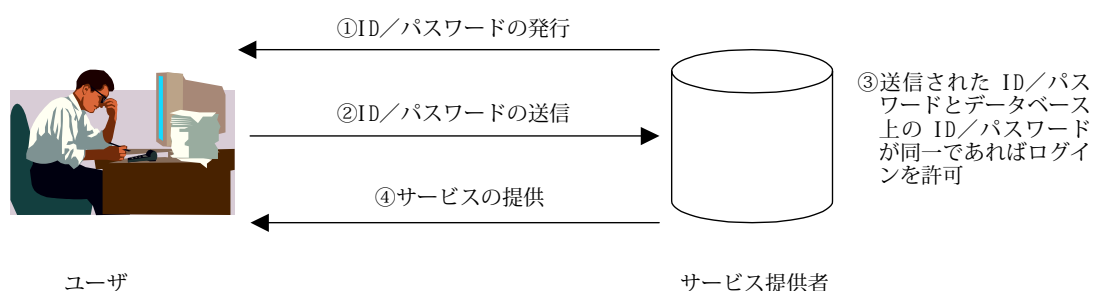 ①ID／パスワードの発行
②ID／パスワードの送信
③送信された ID／パス
ワードとデータベース
上の ID／パスワード
が同一であればログイ
ンを許可
④サービスの提供
ユーザ
サービス提供者